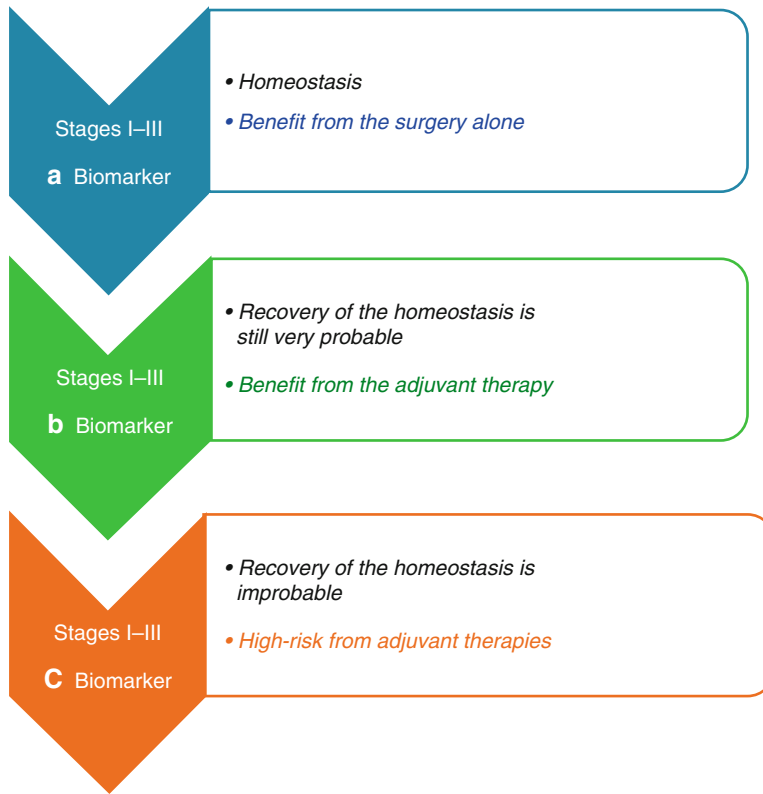 Stages I–III
a Biomarker
• Homeostasis
• Benefit from the surgery alone
Stages I–III
b Biomarker
• Recovery of the homeostasis is
still very probable
• Benefit from the adjuvant therapy
Stages I–III
C Biomarker
• Recovery of the homeostasis is
improbable
• High-risk from adjuvant therapies